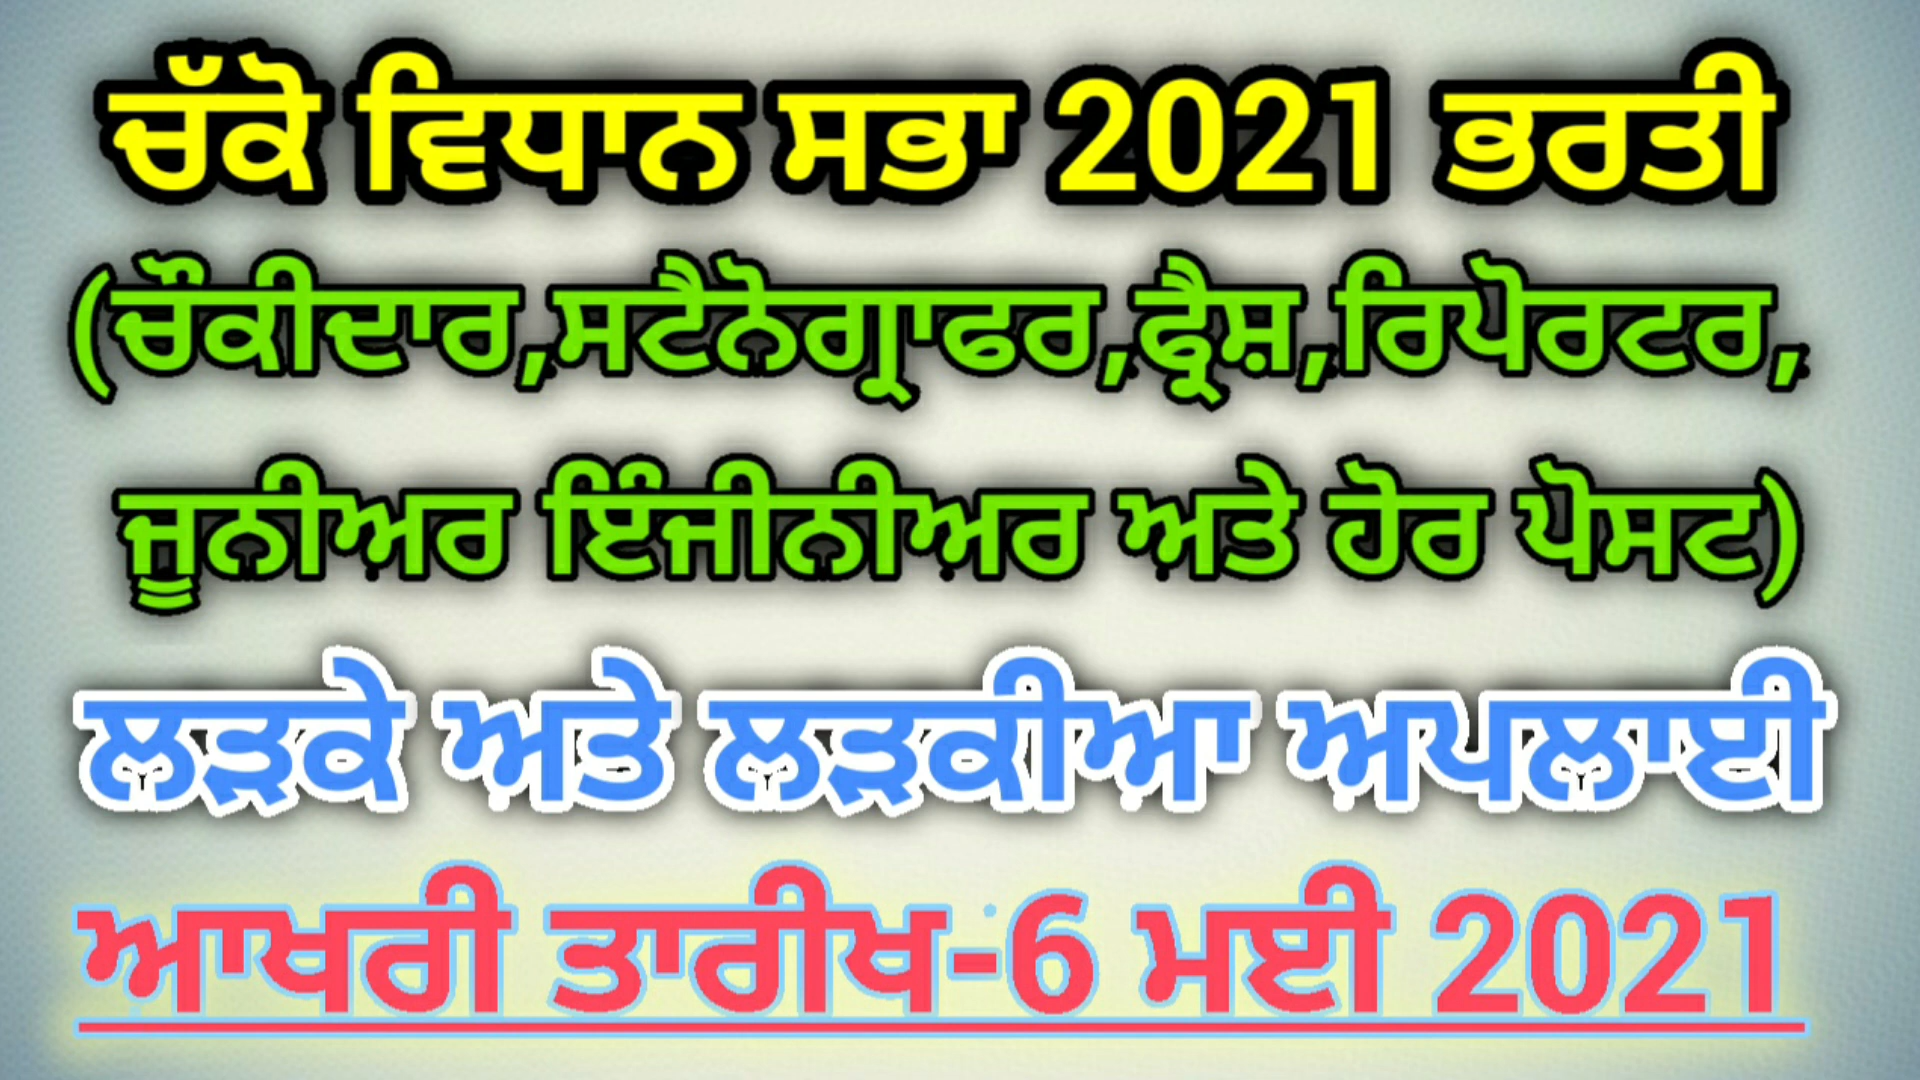 ਚੱਕੋ ਵਿਧਾਨ ਸਭਾ 2021 ਭਰਤੀ
(ਚੌਕੀਦਾਰ,ਸਟੈਨੋਗ੍ਰਾਫਰ,ਫ੍ਰੈਸ਼,ਰਿਪੋਰਟਰ,
ਜੂਨੀਅਰ ਇੰਜੀਨੀਅਰ ਅਤੇ ਹੋਰ ਪੋਸਟ)
ਲੜਕੇ ਅਤੇ ਲੜਕੀਆ ਅਪਲਾਈ
ਆਖਰੀ ਤਾਰੀਖ-6 ਮਈ 2021